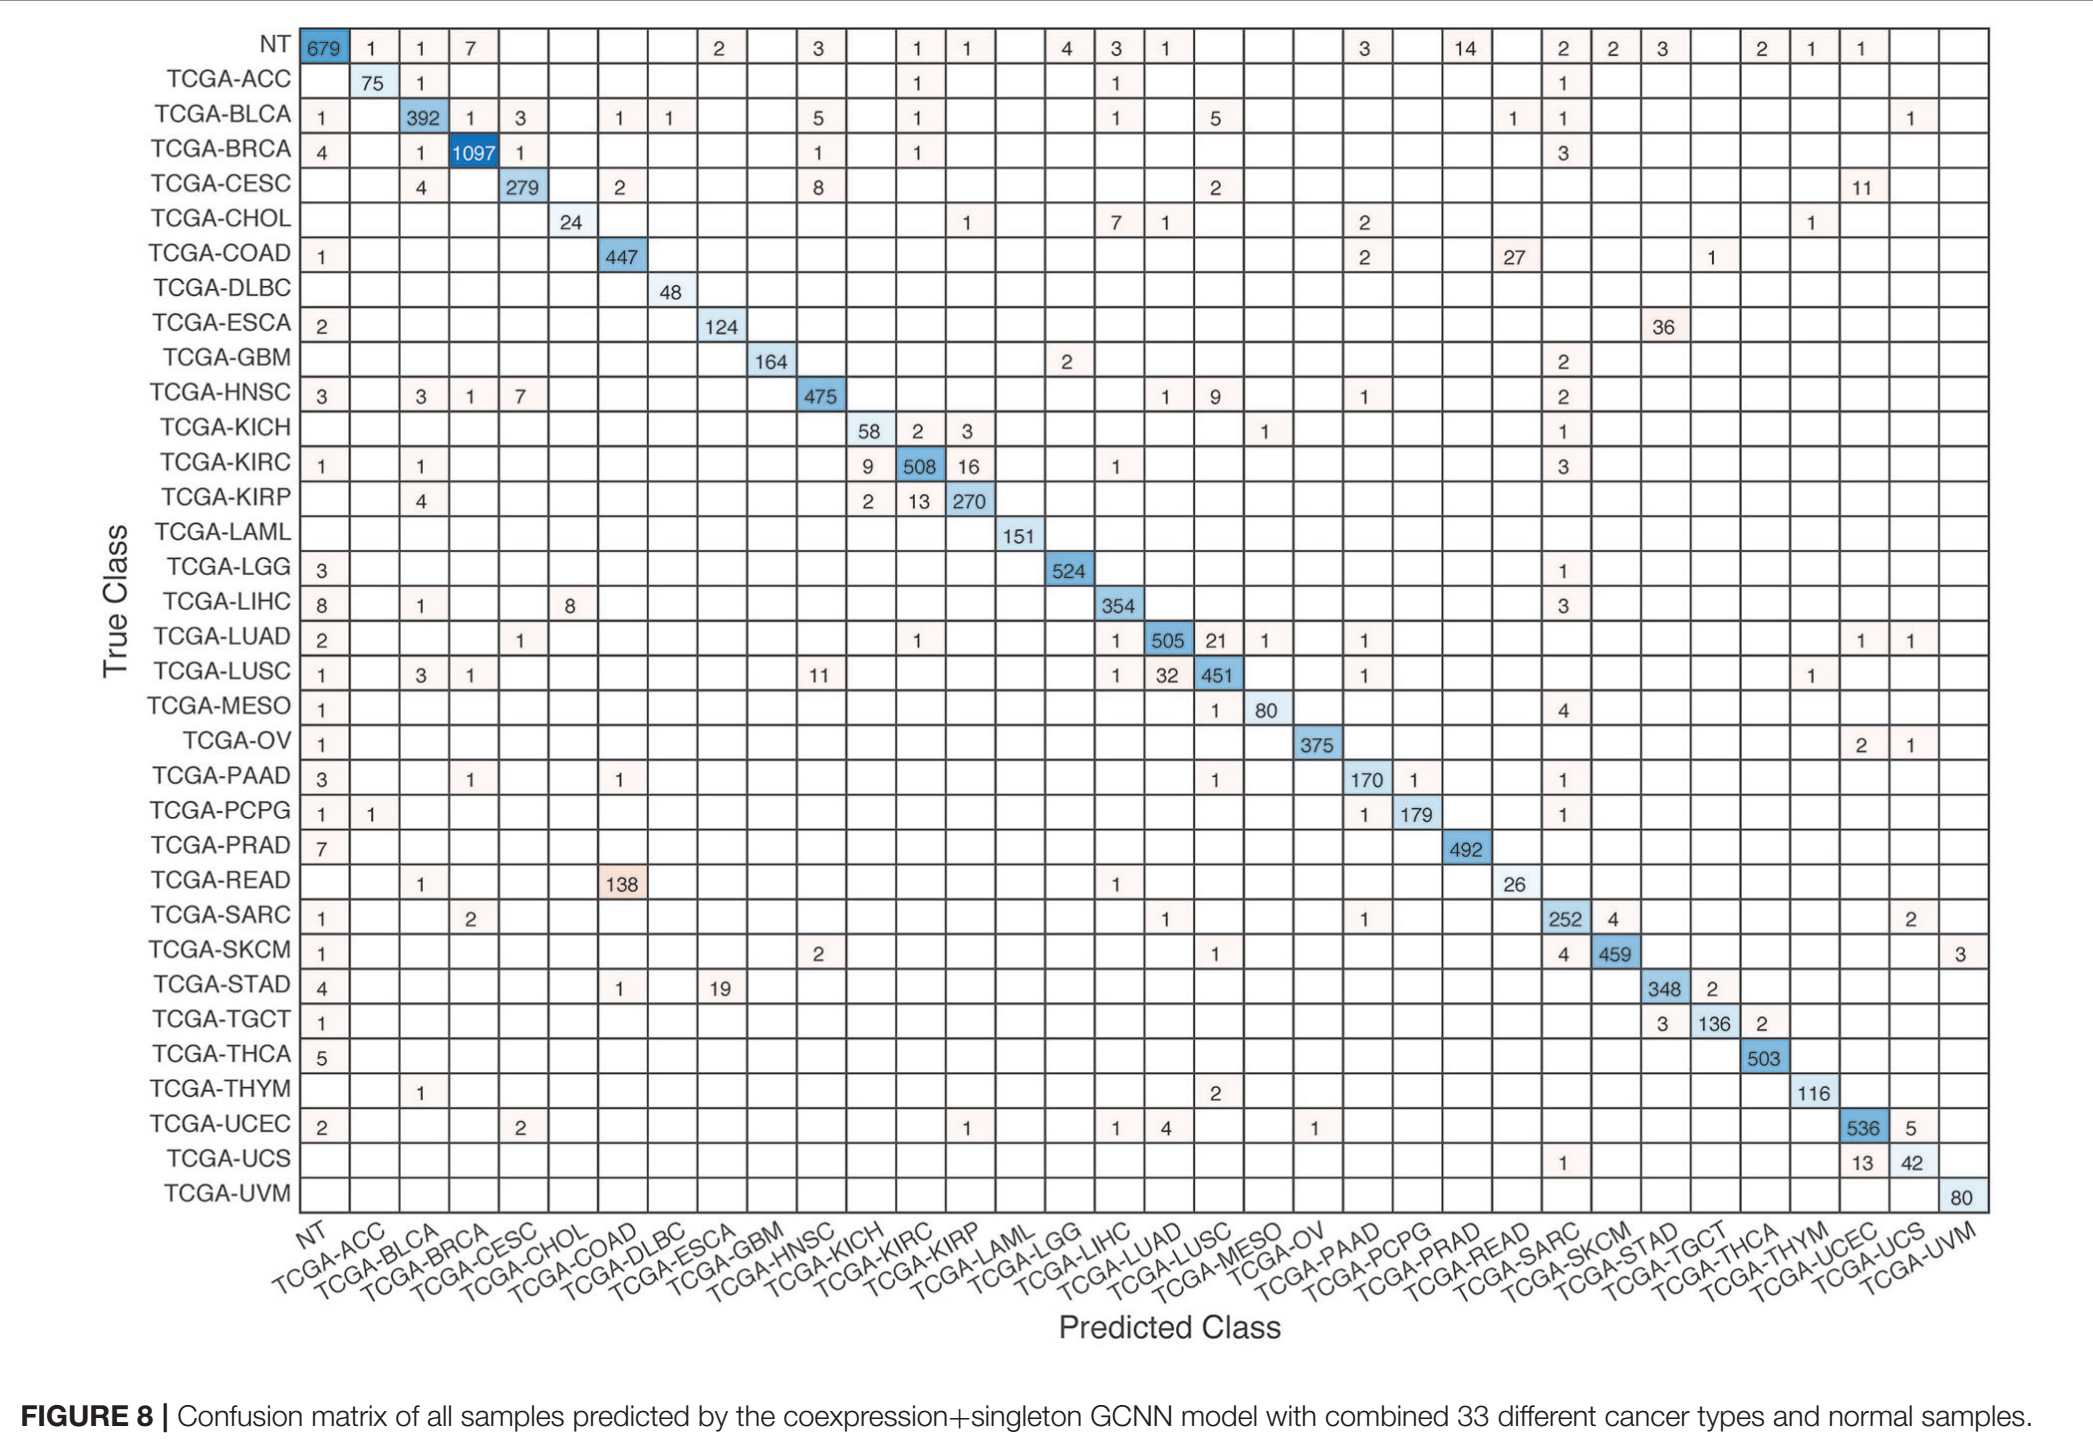 NT 679 1 1 7 2 3 1 1 4 3 1 3 14 2 2 3 2 1 1
TCGA-ACC 75 1 1 1 1
TCGA-BLCA 1 392 1 3 1 1 5 1 1 5 1 1 1
TCGA-BRCA 4 1 1097 1 1 1 3
TCGA-CESC 4 279 2 8 2 11
TCGA-CHOL 24 1 7 1 2 1
TCGA-COAD 1 447 2 27 1
TCGA-DLBC 48
TCGA-ESCA 2 124 36
TCGA-GBM 164 2 2
TCGA-HNSC 3 3 1 7 475 1 9 1 2
TCGA-KICH 58 2 3 1 1
TCGA-KIRC 1 1 9 508 16 1 3
TCGA-KIRP 4 2 13 270
TCGA-LAML 151
TCGA-LGG 3 524 1
TCGA-LIHC 8 1 8 354 3
TCGA-LUAD 2 1 1 1 505 21 1 1 1 1
TCGA-LUSC 1 3 1 11 1 32 451 1 1
TCGA-MESO 1 1 80 4
TCGA-OV 1 375 2 1
TCGA-PAAD 3 1 1 1 170 1 1
TCGA-PCPG 1 1 1 179 1
TCGA-PRAD 7 492
TCGA-READ 1 138 1 26
TCGA-SARC 1 2 1 1 252 4 2
TCGA-SKCM 1 2 1 4 459 3
TCGA-STAD 4 1 19 348 2
TCGA-TGCT 1 3 136 2
TCGA-THCA 5 503
TCGA-THYM 1 2 116
TCGA-UCEC 2 2 1 1 4 1 536 5
TCGA-UCS 1 13 42
TCGA-UVM 80
True Class
NT TCGA-ACC TCGA-BLCA TCGA-BRCA TCGA-CESC TCGA-CHOL TCGA-COAD TCGA-DLBC TCGA-ESCA TCGA-GBM TCGA-HNSC TCGA-KICH TCGA-KIRC TCGA-KIRP TCGA-LAML TCGA-LGG TCGA-LIHC TCGA-LUAD TCGA-LUSC TCGA-MESO TCGA-OV TCGA-PAAD TCGA-PCPG TCGA-PRAD TCGA-READ TCGA-SARC TCGA-SKCM TCGA-STAD TCGA-TGCT TCGA-THCA TCGA-THYM TCGA-UCEC TCGA-UCS TCGA-UVM
Predicted Class
FIGURE 8 | Confusion matrix of all samples predicted by the coexpression+singleton GCNN model with combined 33 different cancer types and normal samples.